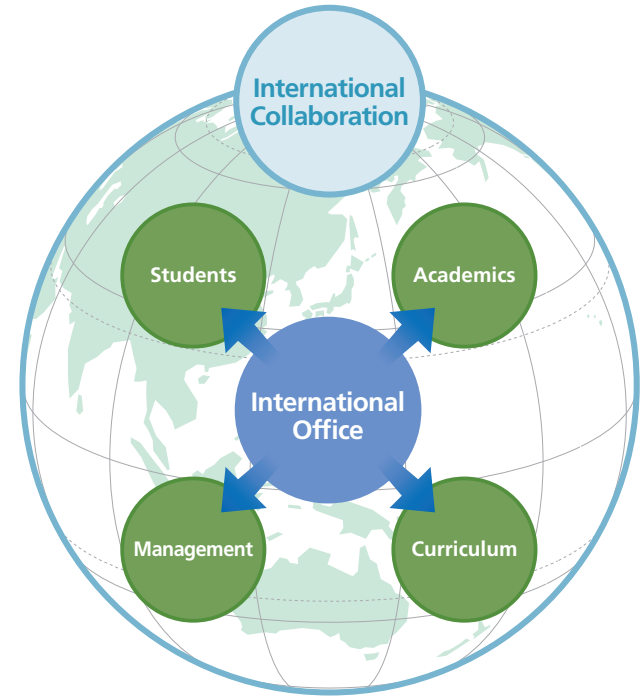 International
Collaboration
Students
Academics
International
Office
Management
Curriculum